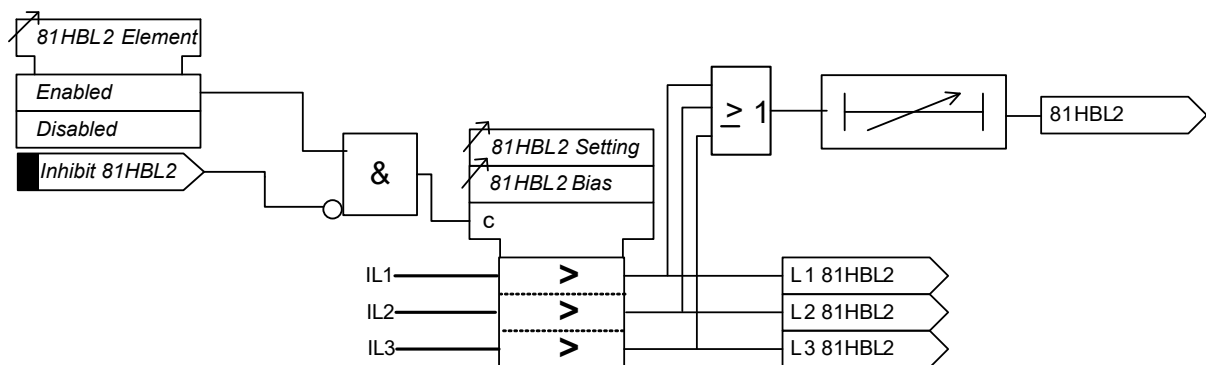 81HBL2 Element
Enabled
Disabled
Inhibit 81HBL2
&
81HBL2 Setting
81HBL2 Bias
c
≥ 1
81HBL2
IL1 > L1 81HBL2
IL2 > L2 81HBL2
IL3 > L3 81HBL2